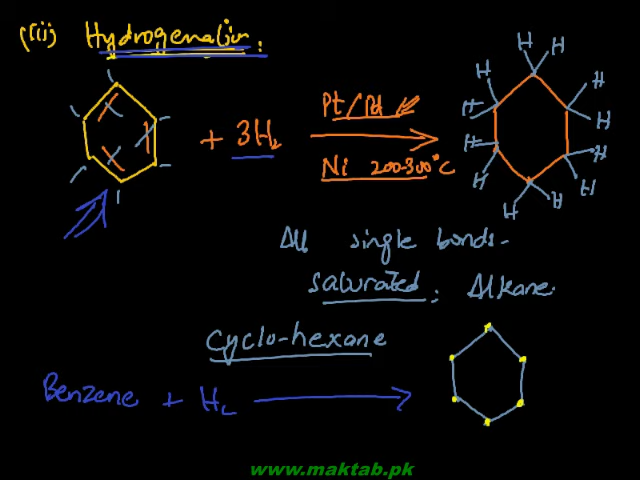 (iii) Hydrogenation:
+ 3H₂
Pt/Pd
Ni 200-300°C
H H
H H
H H
H H
H H
H H
All single bonds.
saturated: Alkane.
cyclo-hexane
Benzene + H₂
www.maktab.pk